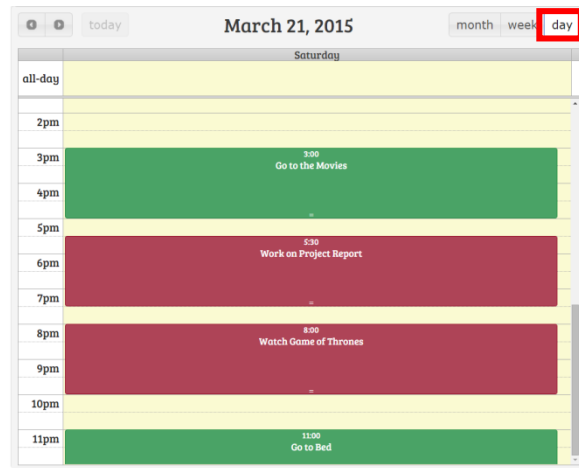 today
March 21, 2015
month week day
Saturday
all-day
2pm
3pm
3:00
Go to the Movies
4pm
5pm
5:30
Work on Project Report
6pm
7pm
8pm
8:00
Watch Game of Thrones
9pm
10pm
11pm
11:00
Go to Bed